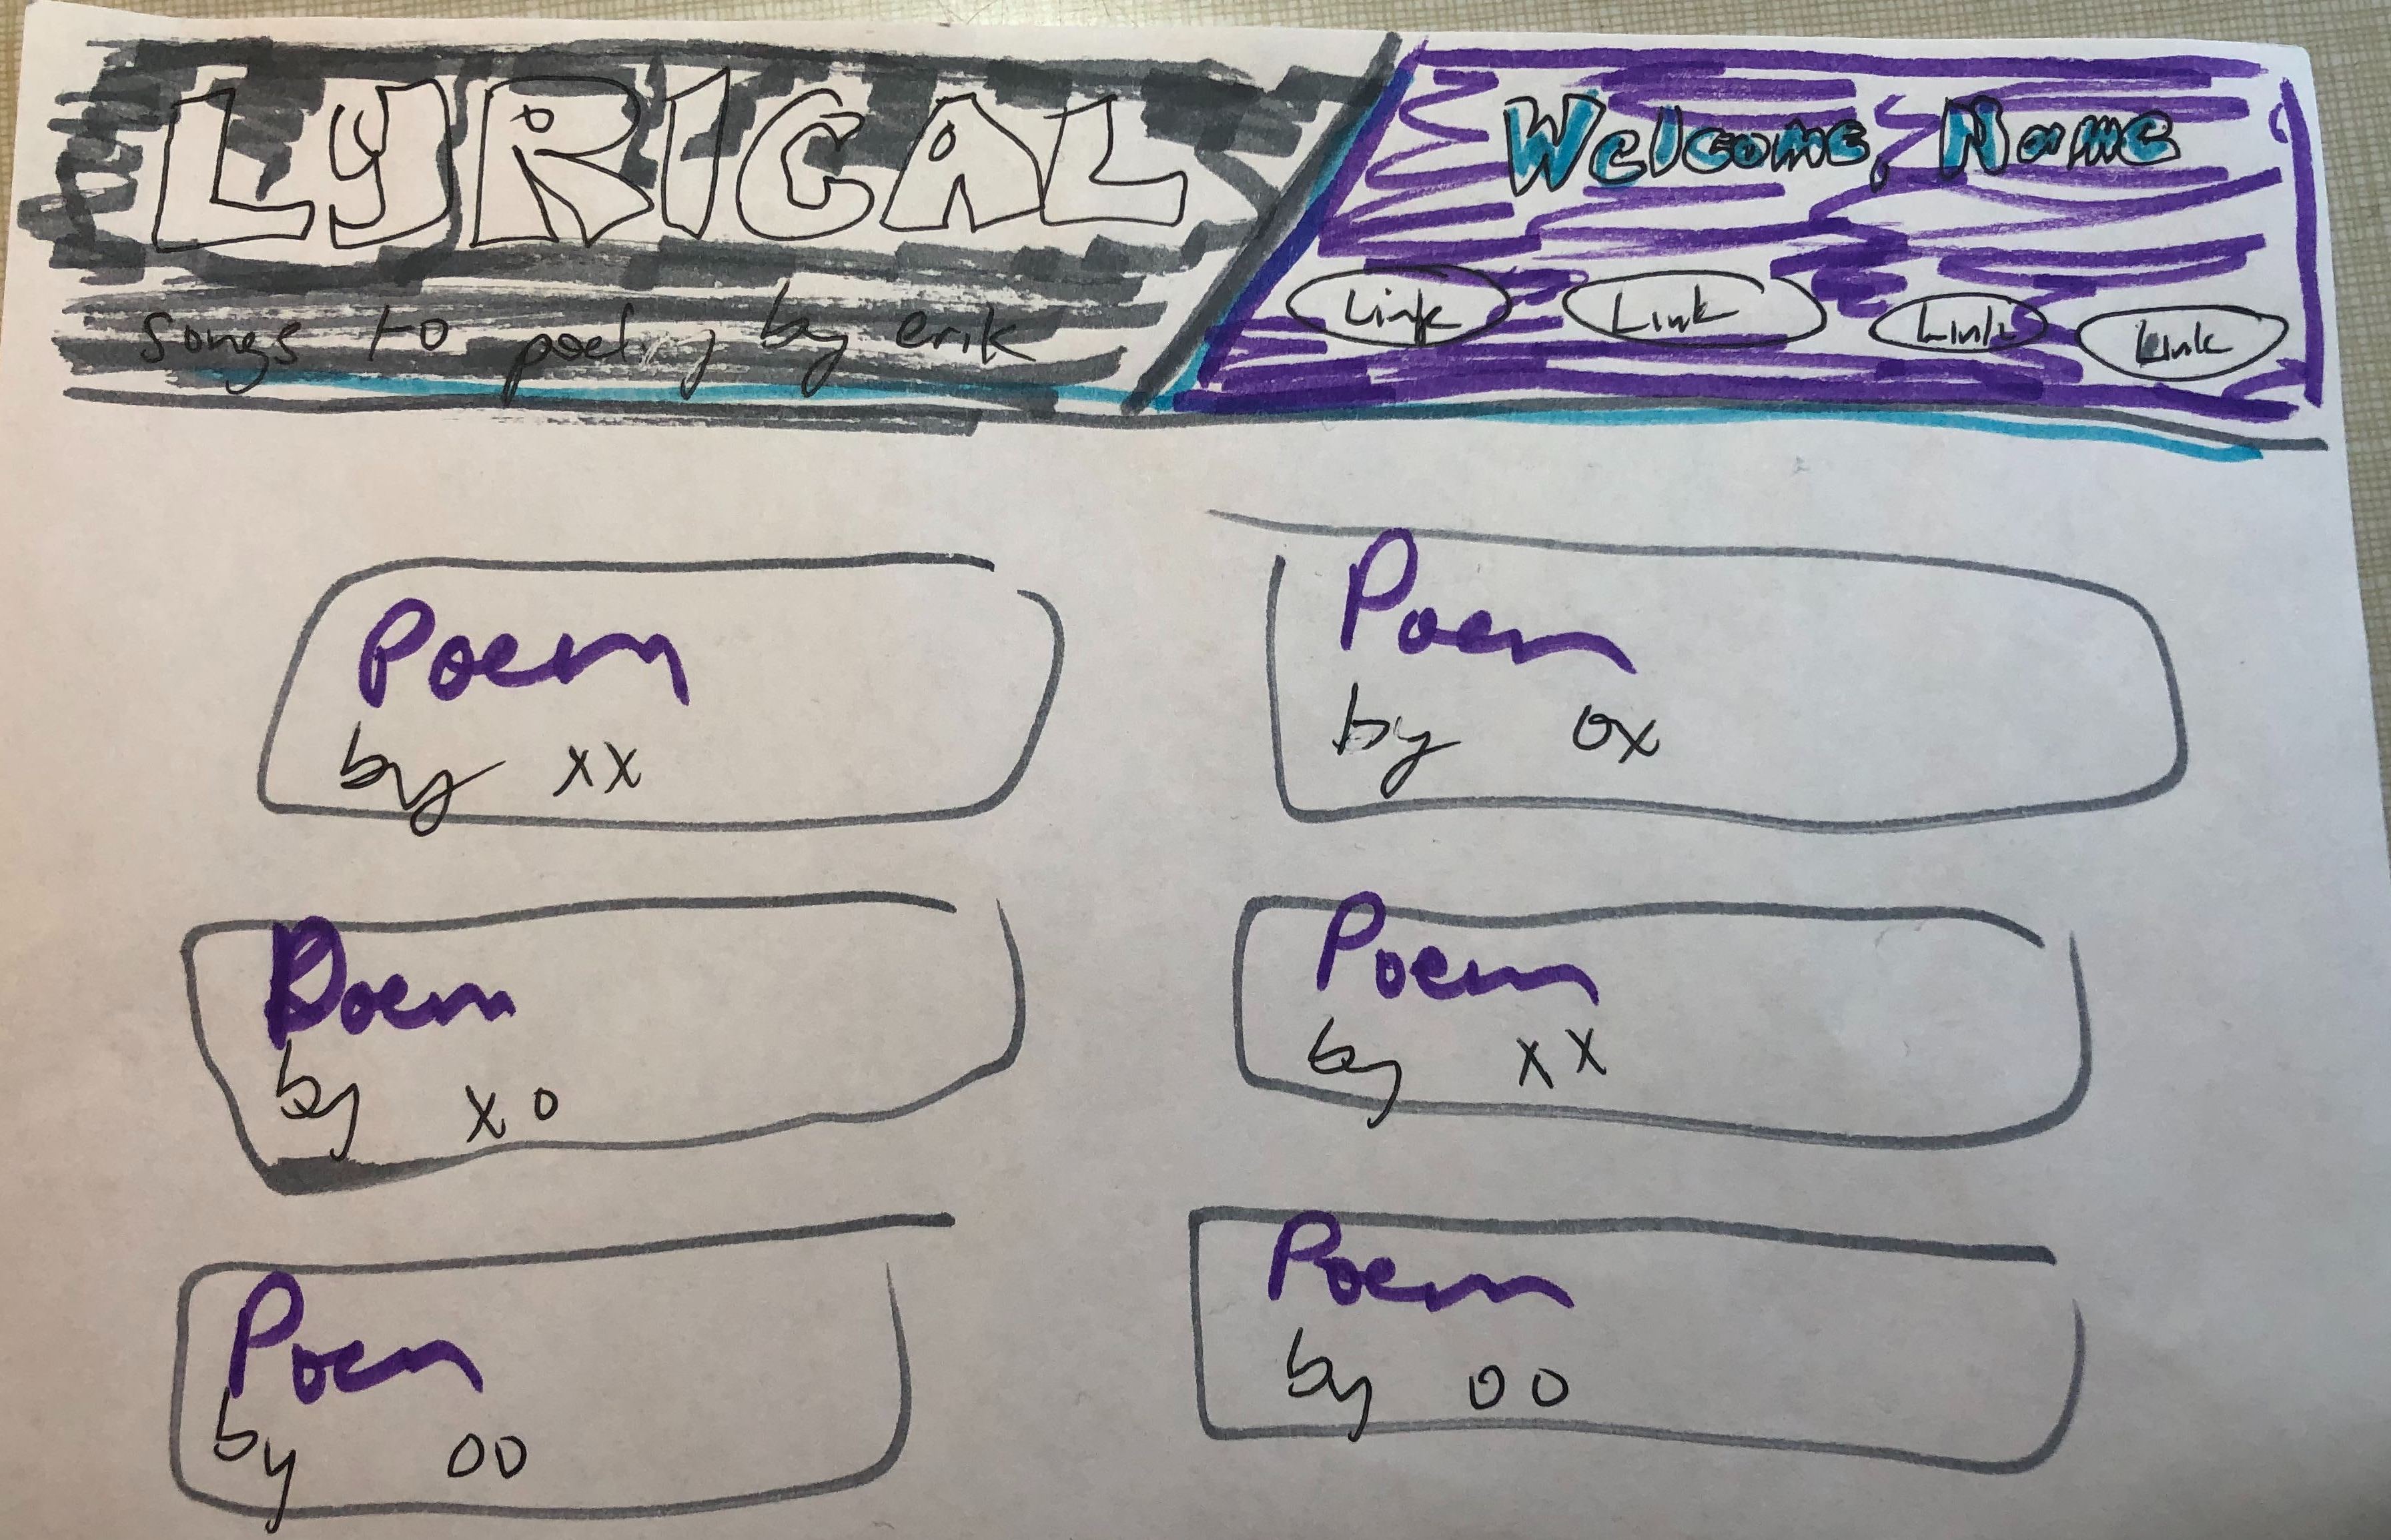 LYRICAL
songs to poetry by erik
Welcome, Name
Link Link Link Link
Poem
by xx
Poem
by ox
Poem
by xo
Poem
by xx
Poem
by oo
Poem
by oo